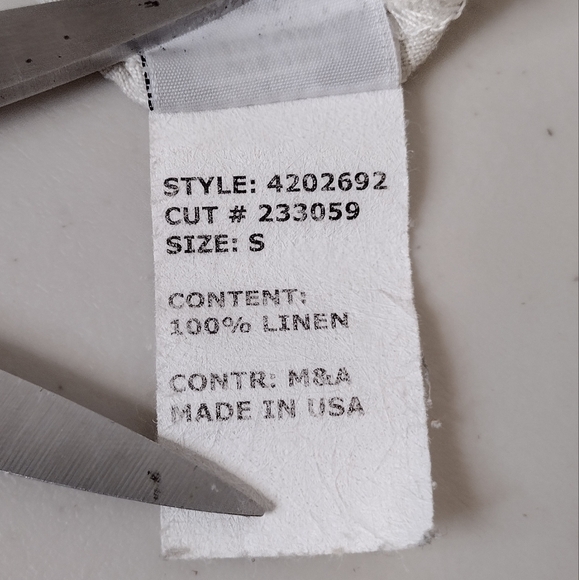 STYLE: 4202692
CUT # 233059
SIZE: S
CONTENT:
100% LINEN
CONTR: M&A
MADE IN USA